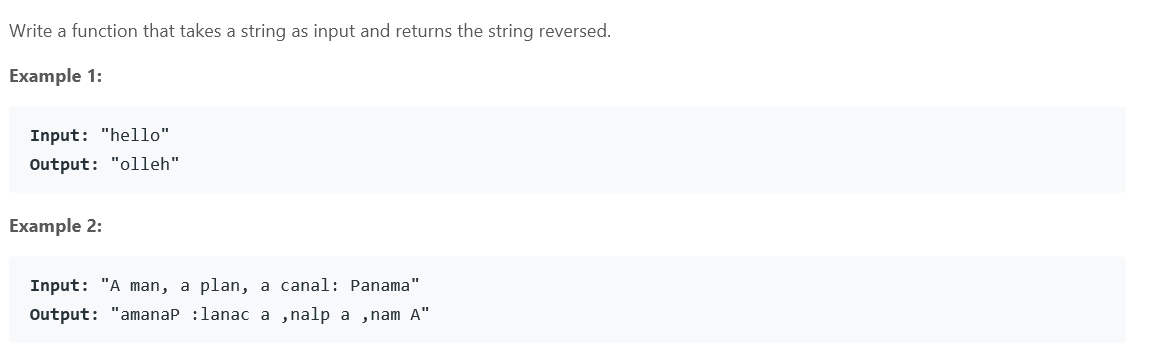 Write a function that takes a string as input and returns the string reversed.
Example 1:
Input: "hello"
Output: "olleh"
Example 2:
Input: "A man, a plan, a canal: Panama"
Output: "amanaP :lanac a ,nalp a ,nam A"